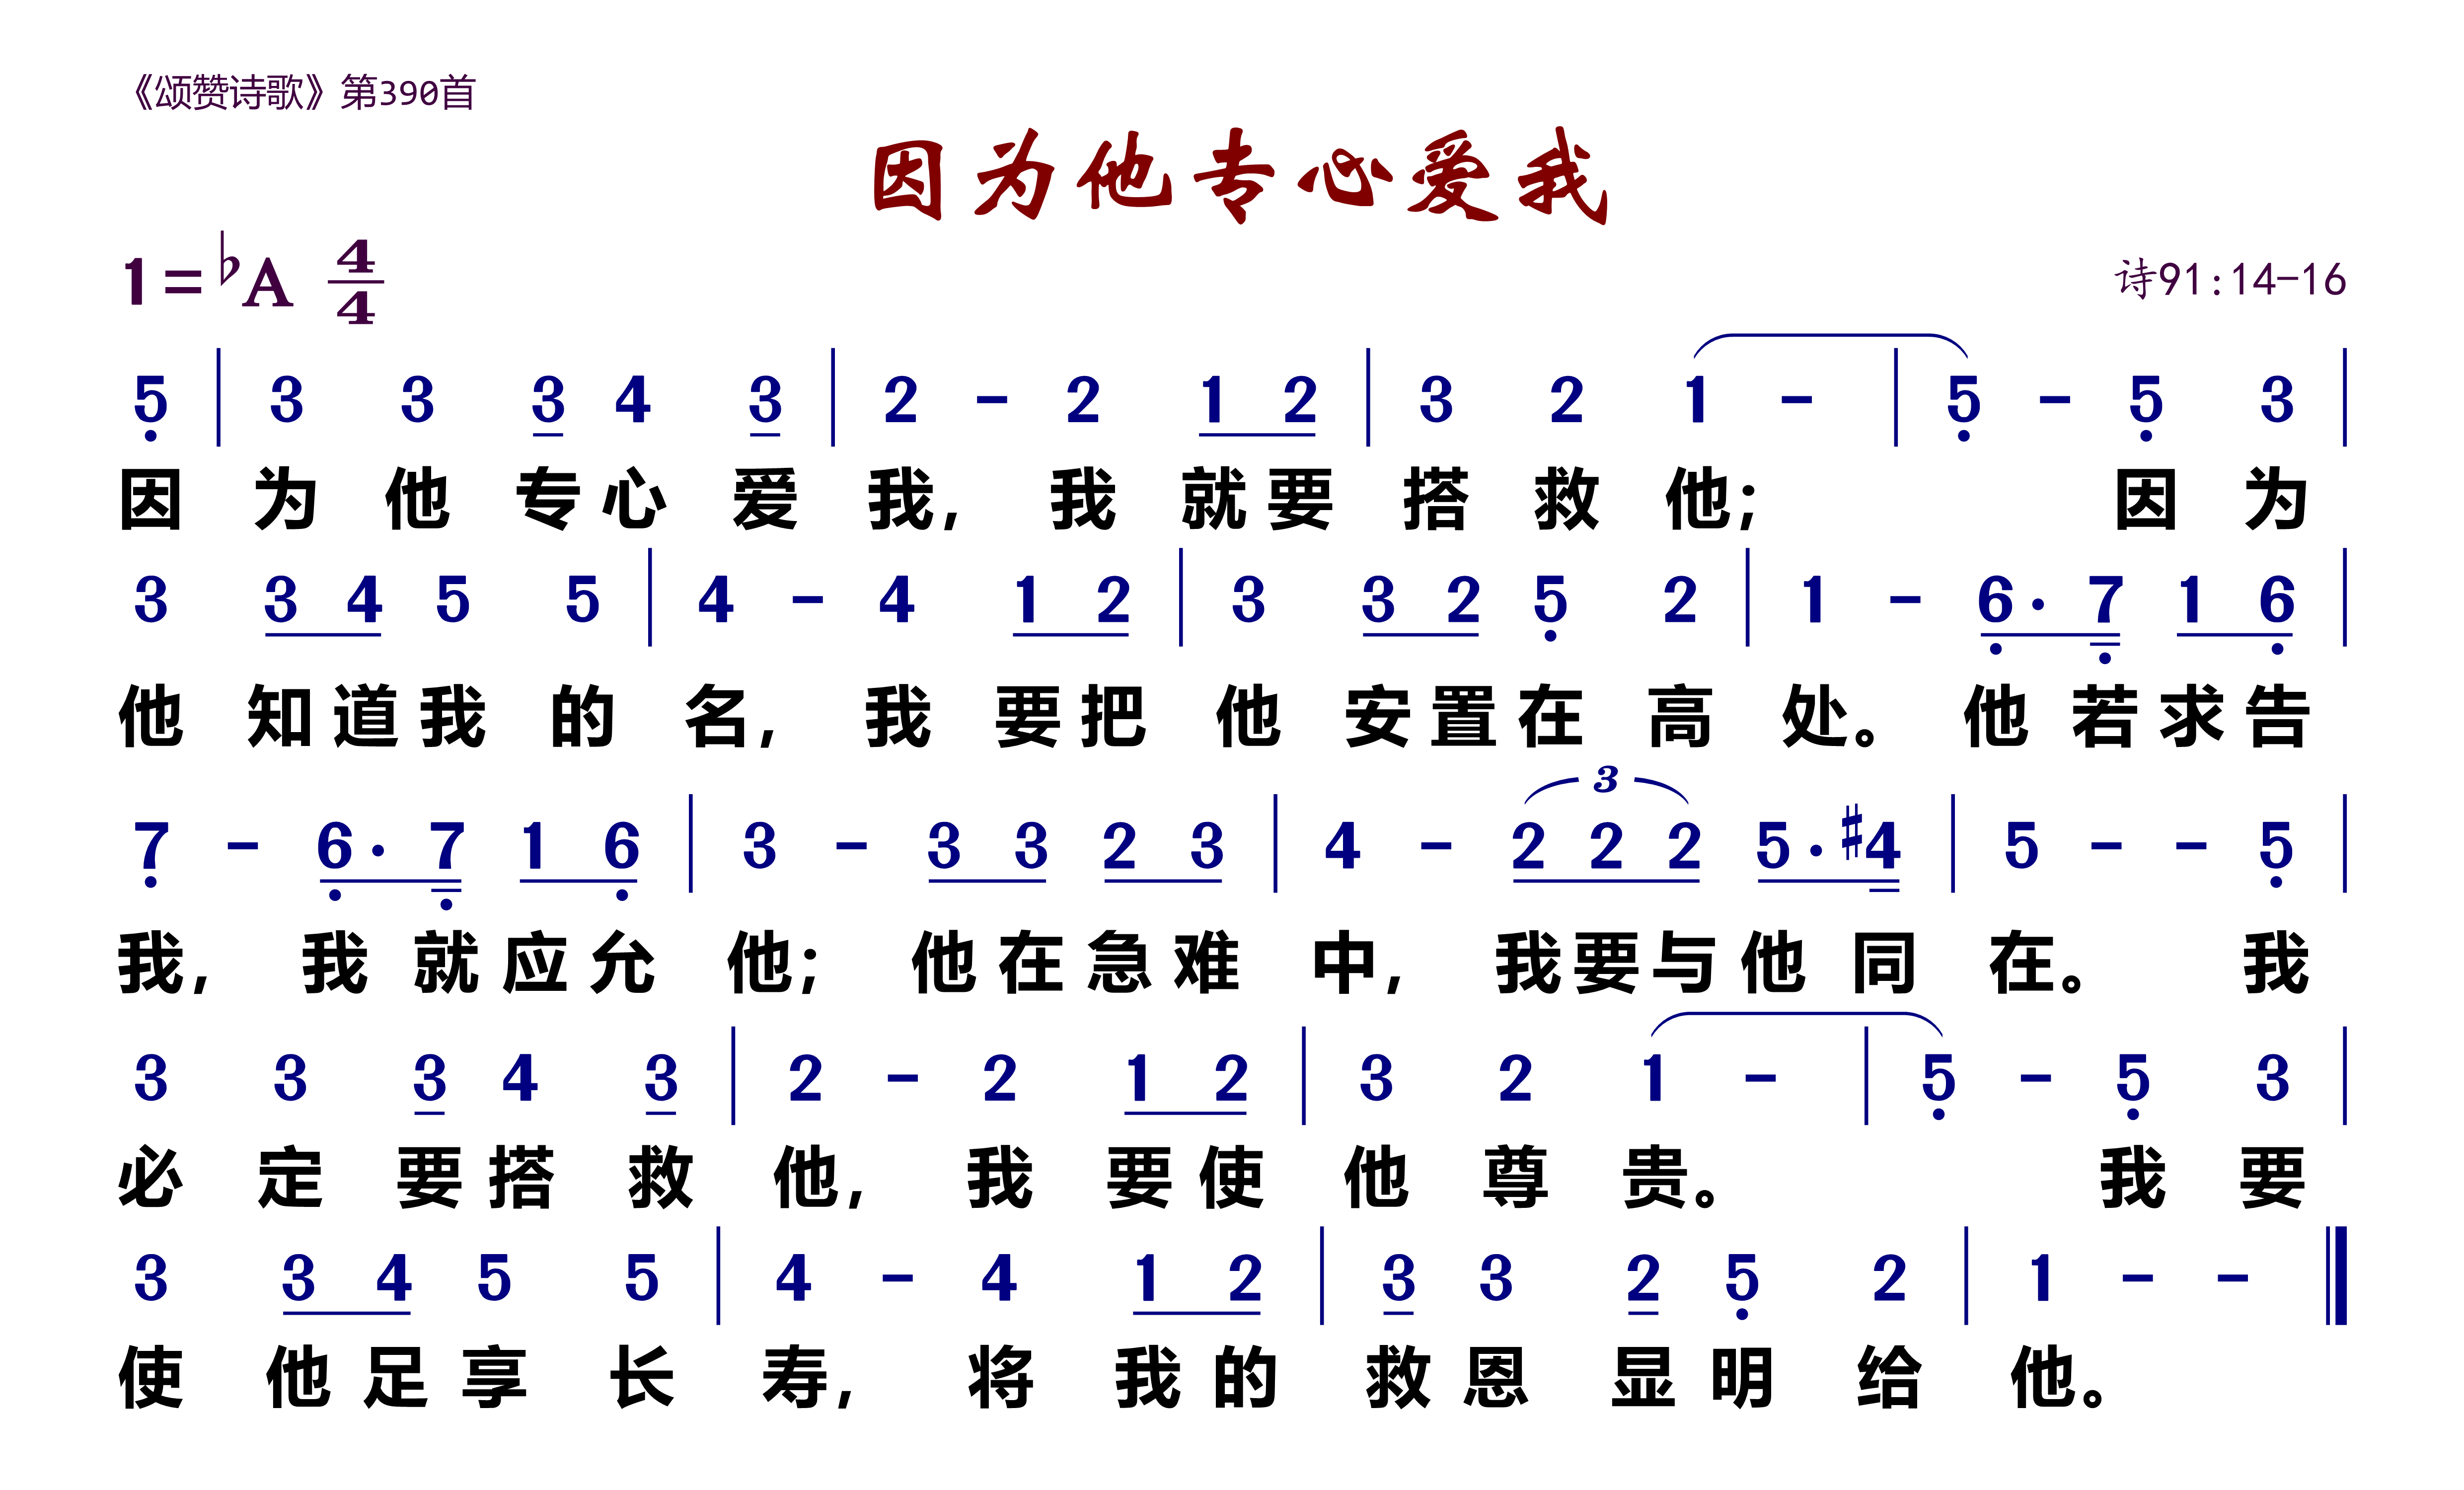 《颂赞诗歌》第390首
因为他专心爱我
1=♭A 4/4
诗91:14-16
5̣ | 3 3 3 4 3 | 2 - 2 1 2 | 3 2 1 - | 5̣ - 5̣ 3 |
因为他专心爱我,我就要搭救他;因为
3 3 4 5 5 | 4 - 4 1 2 | 3 3 2 5̣ 2 | 1 - 6̣· 7̣ 1 6̣ |
他知道我的名,我要把他安置在高处。他若求告
7̣ - 6̣· 7̣ 1 6̣ | 3 - 3 3 2 3 | 4 - 3 2 2 2 5· #4 | 5 - - 5̣ |
我,我就应允他;他在急难中,我要与他同在。我
3 3 3 4 3 | 2 - 2 1 2 | 3 2 1 - | 5̣ - 5̣ 3 |
必定要搭救他,我要使他尊贵。我要
3 3 4 5 5 | 4 - 4 1 2 | 3 3 2 5̣ 2 | 1 - - ‖
使他足享长寿,将我的救恩显明给他。